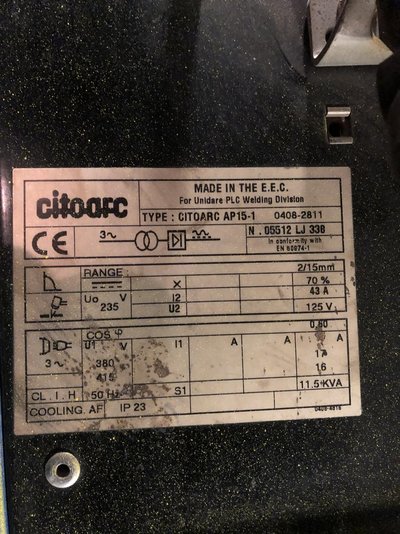 citoarc
MADE IN THE E.E.C.
For Unidare PLC Welding Division
TYPE : CITOARC AP15-1 0408-2811
CE 3~ N . 05512 LJ 338
In conformity with
EN 60974-1
RANGE : 2/15mm
X 70 %
Uo 235 V I2 43 A
U2 125 V
COS φ 0,80
U1 V I1 A A A
3~ 380 17
415 16
CL . I . H 50 Hz S1 11.5 KVA
COOLING. AF IP 23 0408-4816